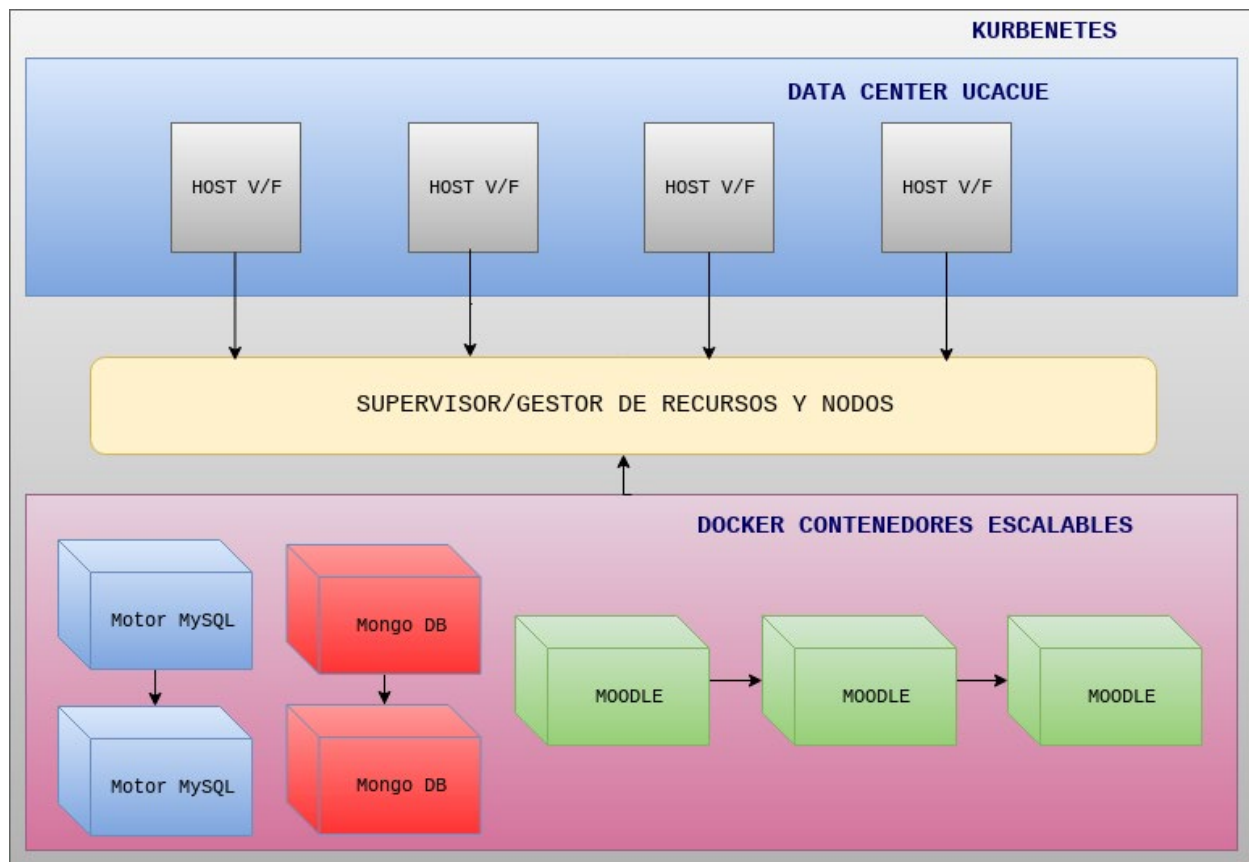 KURBENETES
DATA CENTER UCACUE
HOST V/F
HOST V/F
HOST V/F
HOST V/F
SUPERVISOR/GESTOR DE RECURSOS Y NODOS
DOCKER CONTENEDORES ESCALABLES
Motor MySQL
Mongo DB
MOODLE
MOODLE
MOODLE
Motor MySQL
Mongo DB